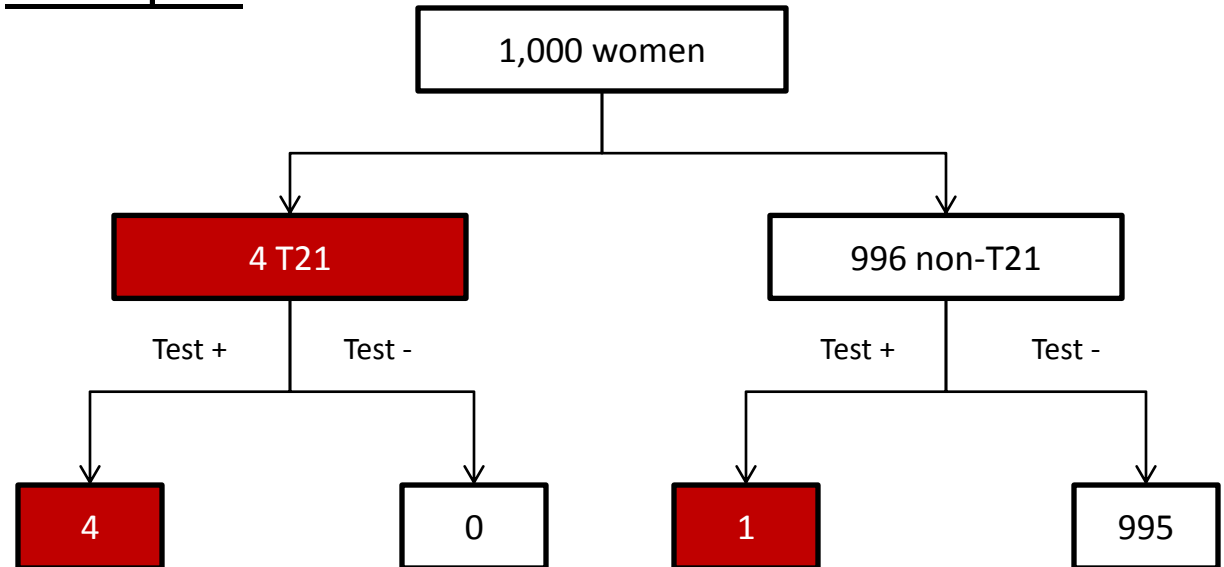 1,000 women
4 T21
996 non-T21
Test +
Test -
Test +
Test -
4
0
1
995